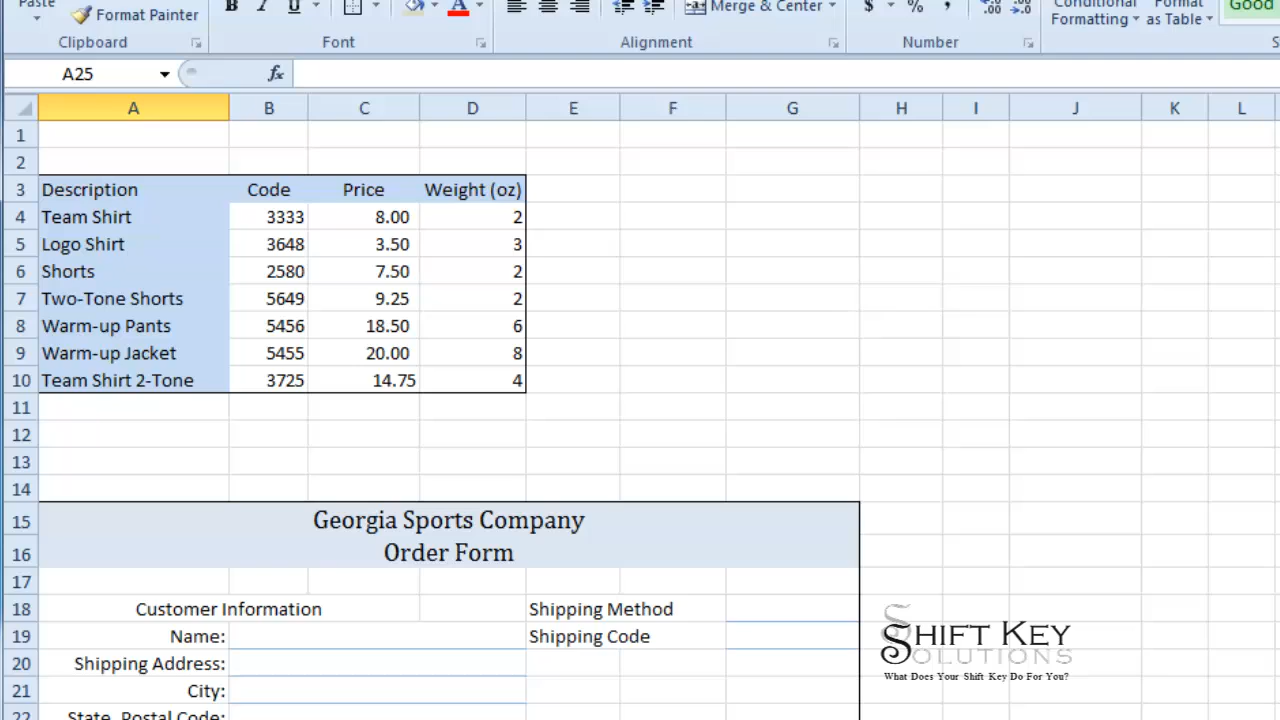 Paste
Format Painter
B I U A
Merge & Center
$ % ,
.00 .0
.00
Conditional Format Good
Formatting as Table
Clipboard Font Alignment Number S
A25 fx
A B C D E F G H I J K L
1
2
3 Description Code Price Weight (oz)
4 Team Shirt 3333 8.00 2
5 Logo Shirt 3648 3.50 3
6 Shorts 2580 7.50 2
7 Two-Tone Shorts 5649 9.25 2
8 Warm-up Pants 5456 18.50 6
9 Warm-up Jacket 5455 20.00 8
10 Team Shirt 2-Tone 3725 14.75 4
11
12
13
14
15 Georgia Sports Company
16 Order Form
17
18 Customer Information Shipping Method
19 Name: Shipping Code
20 Shipping Address:
21 City:
22 State, Postal Code:
SHIFT KEY
SOLUTIONS
What Does Your Shift Key Do For You?